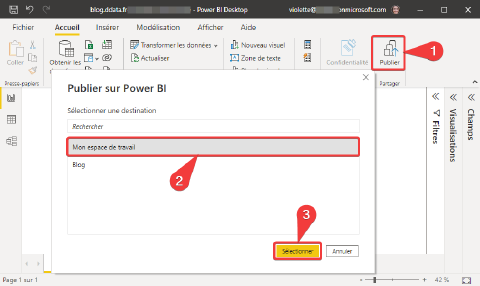 blog.ddata.fr - Power BI Desktop
violette@ onmicrosoft.com
Fichier Accueil Insérer Modélisation Afficher Aide
Coller
Obtenir les
Transformer les données
Actualiser
Nouveau visuel
Zone de texte
Confidentialité
Publier
1
Presse-papiers
Partager
Publier sur Power BI
Sélectionner une destination
Rechercher
Mon espace de travail
2
Blog
3
Sélectionner Annuler
Filtres
Visualisations
Champs
Page 1 sur 1
42 %